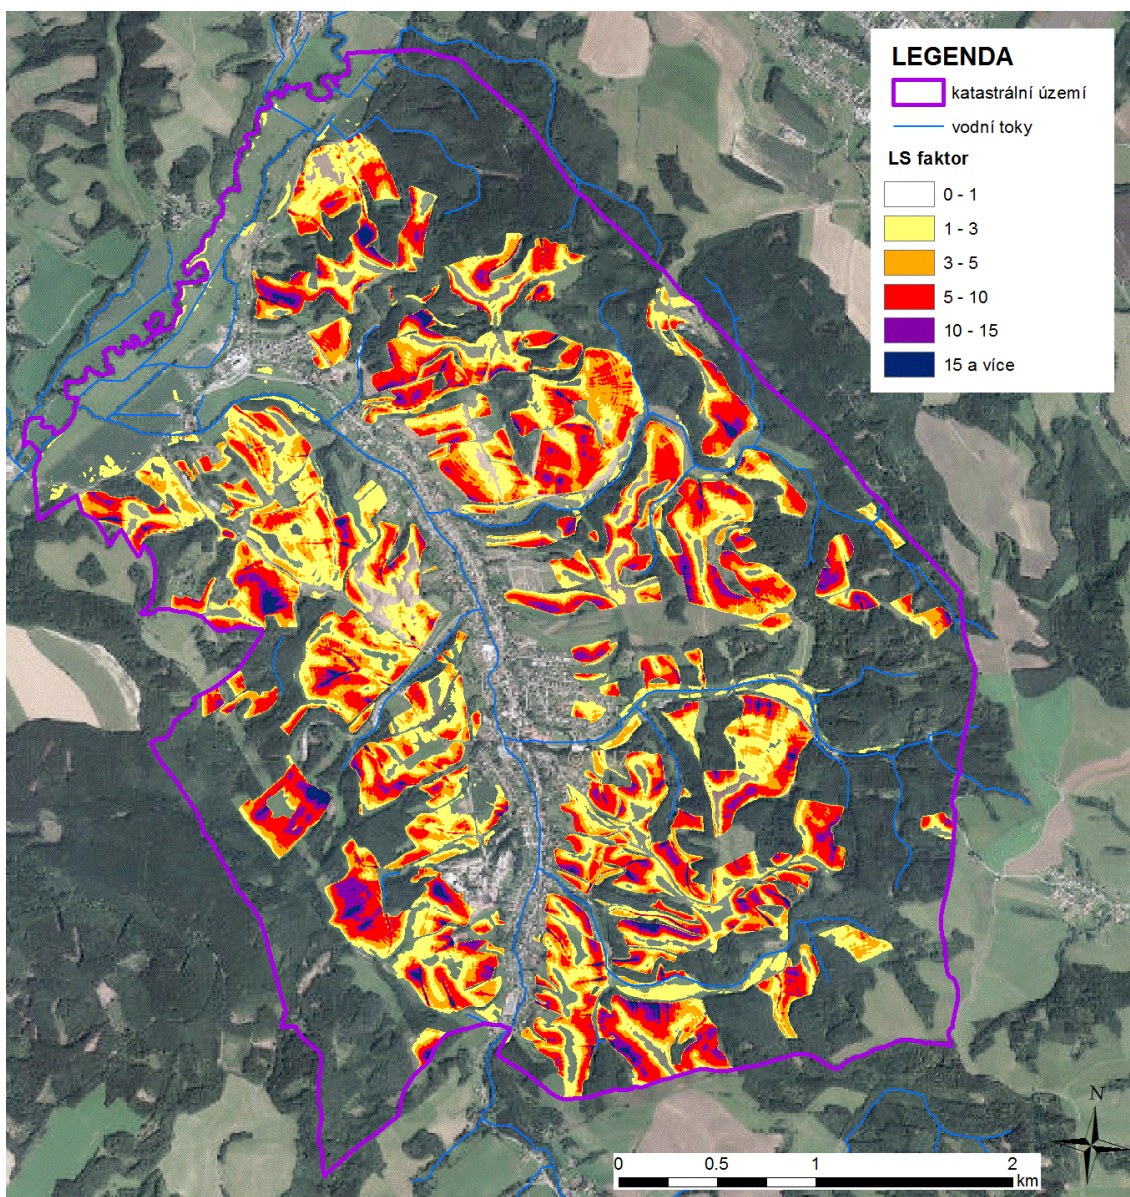 LEGENDA
katastrální území
vodní toky
LS faktor
0 - 1
1 - 3
3 - 5
5 - 10
10 - 15
15 a více
N
0 0.5 1 2
km